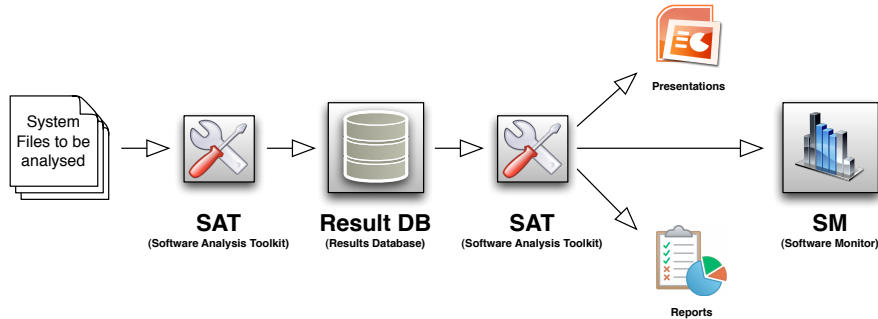 System
Files to be
analysed
SAT
(Software Analysis Toolkit)
Result DB
(Results Database)
SAT
(Software Analysis Toolkit)
Presentations
Reports
SM
(Software Monitor)